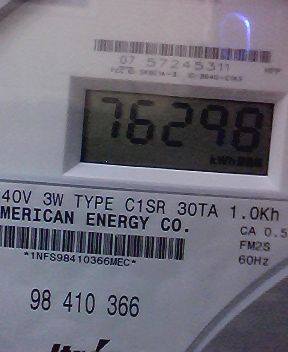 07 57245311
76298
kWh
40V 3W TYPE C1SR 30TA 1.0Kh
MERICAN ENERGY CO.
CA 0.5
FM2S
*1NFS98410366MEC*
60Hz
98 410 366